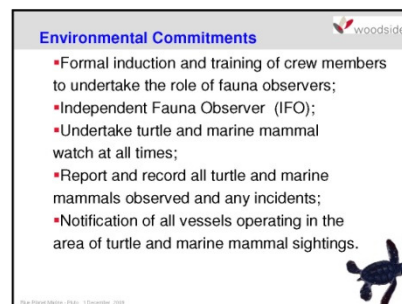 woodside
Environmental Commitments
▪Formal induction and training of crew members
to undertake the role of fauna observers;
▪Independent Fauna Observer (IFO);
▪Undertake turtle and marine mammal
watch at all times;
▪Report and record all turtle and marine
mammals observed and any incidents;
▪Notification of all vessels operating in the
area of turtle and marine mammal sightings.